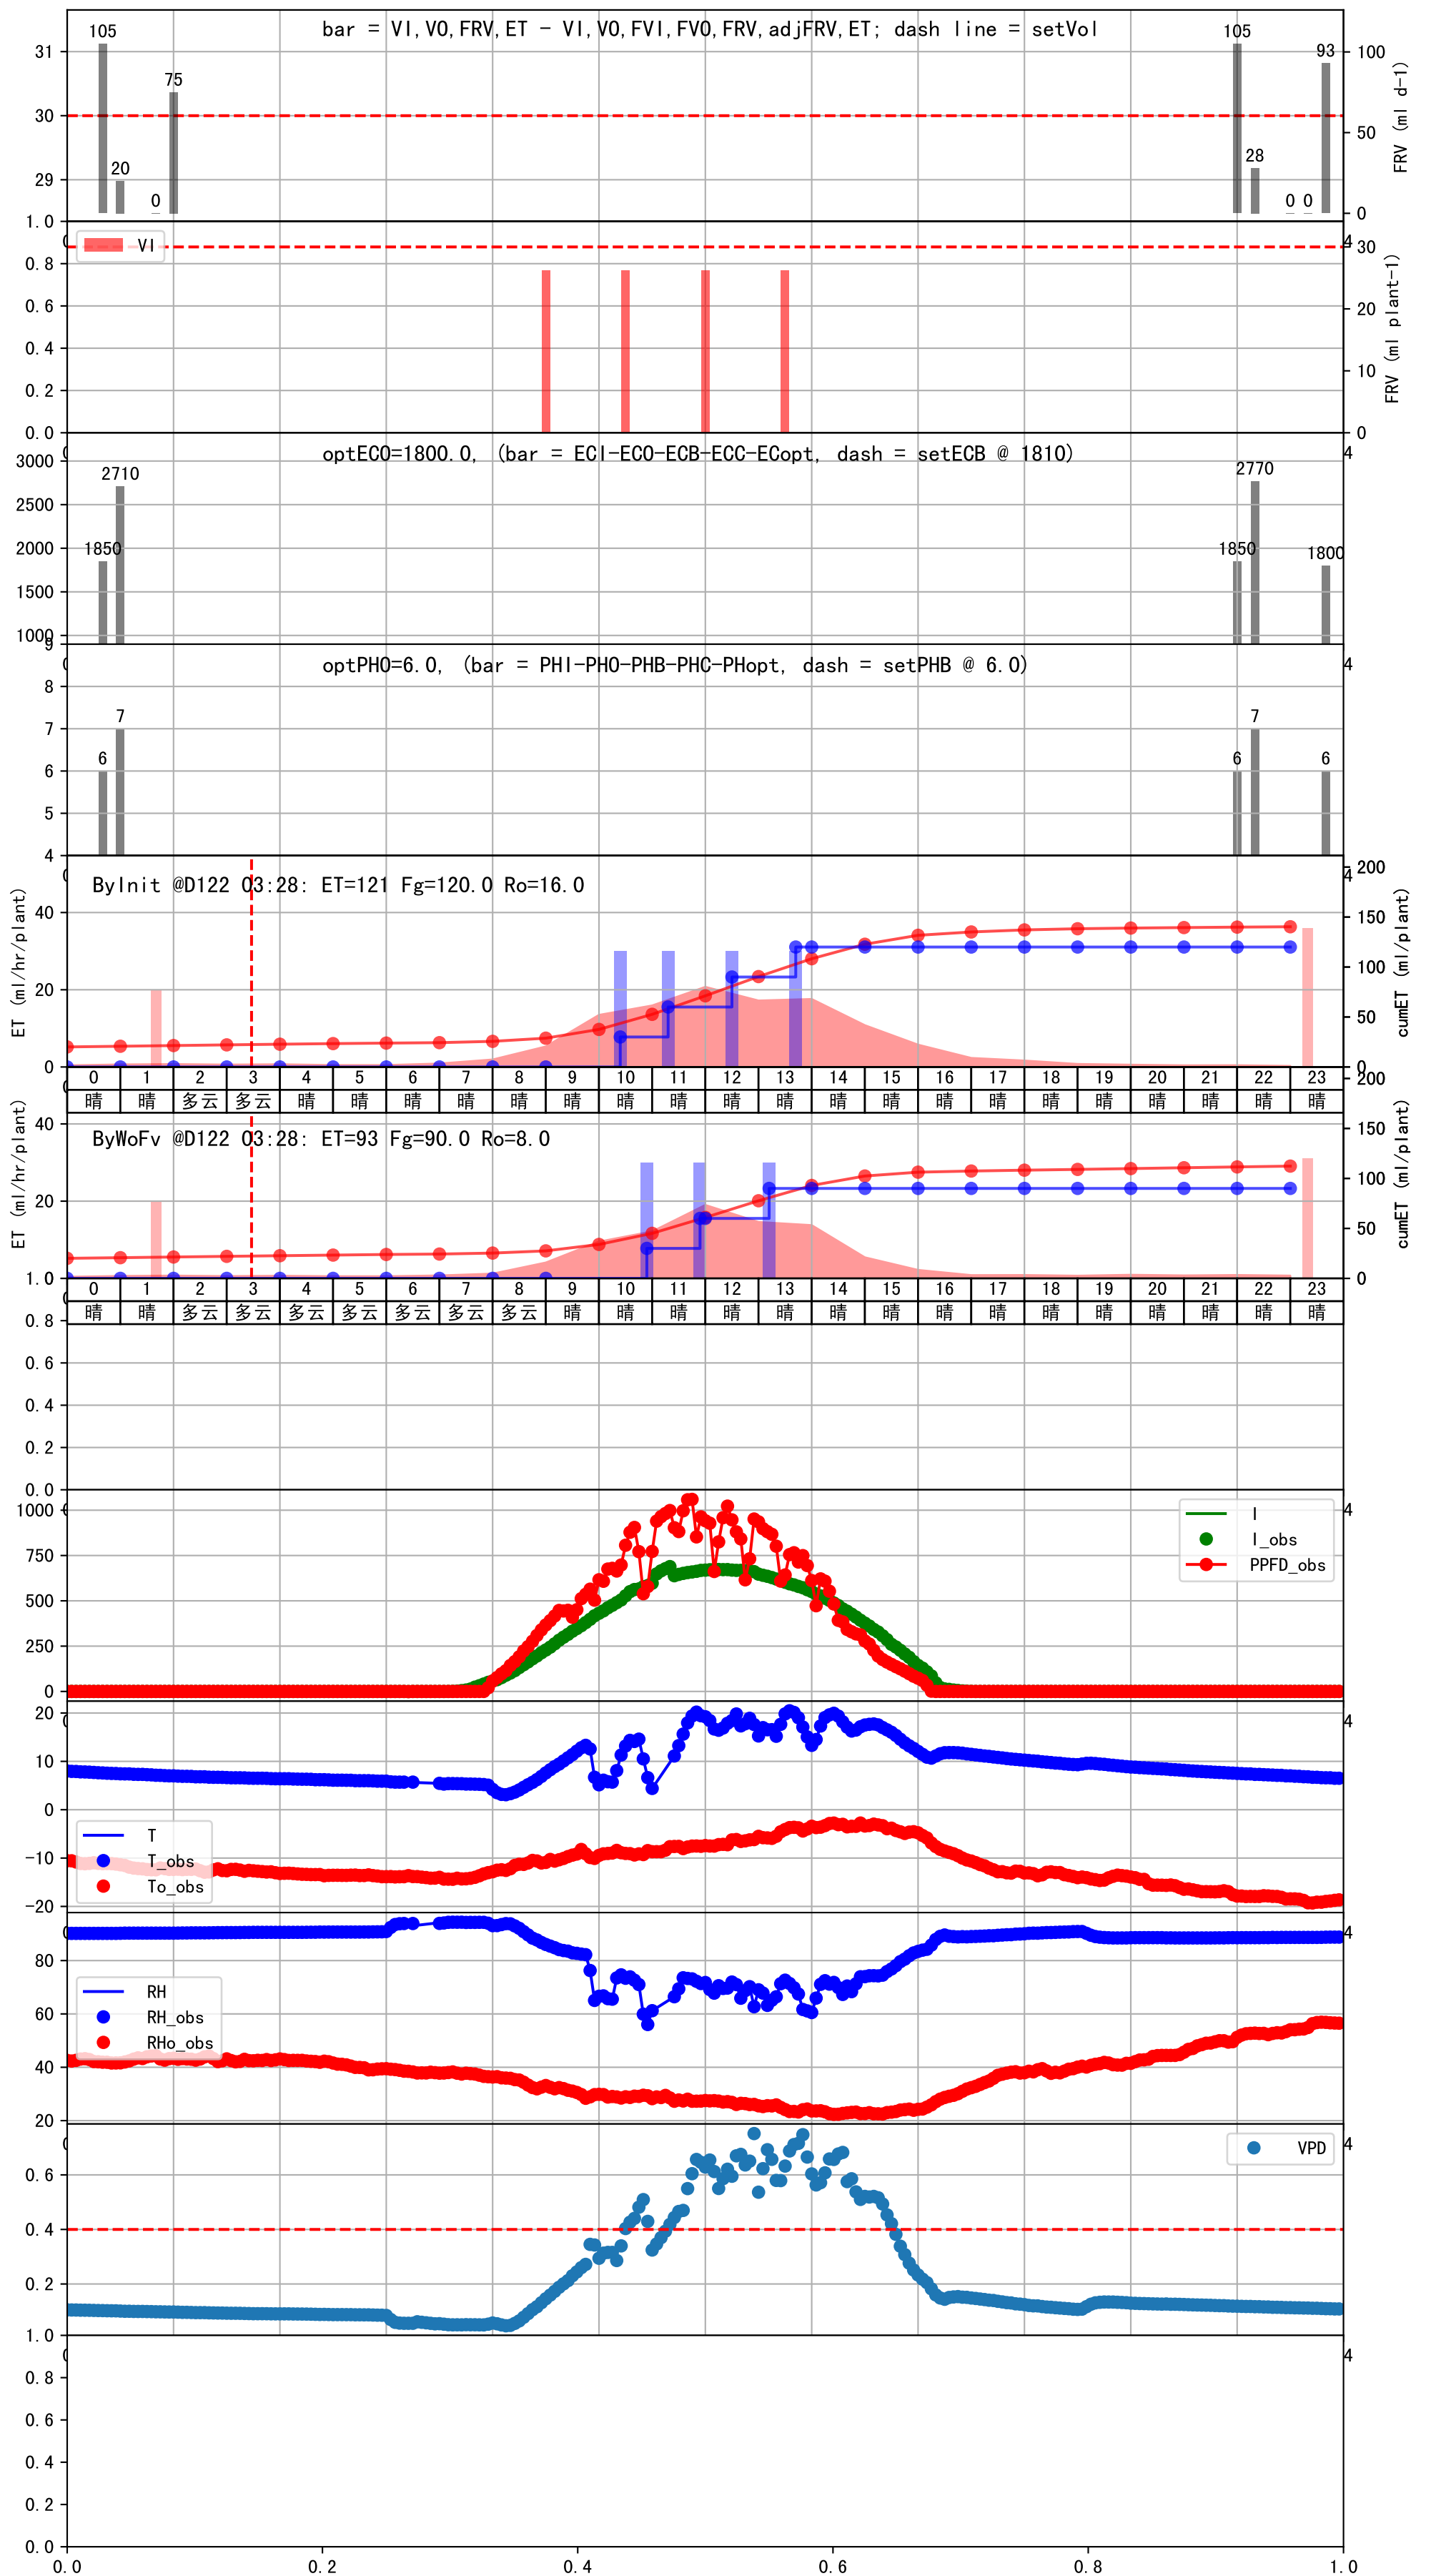 bar = VI,VO,FRV,ET - VI,VO,FVI,FVO,FRV,adjFRV,ET; dash line = setVol
105 20 0 75 105 28 0 0 93
31 30 29
100 50 0
FRV (ml d-1)
VI
1.0 0.8 0.6 0.4 0.2 0.0
30 20 10 0
FRV (ml plant-1)
4
optECO=1800.0, (bar = ECI-ECO-ECB-ECC-ECopt, dash = setECB @ 1810)
3000 2500 2000 1500 1000
1850 2710 1850 2770 1800
4
optPHO=6.0, (bar = PHI-PHO-PHB-PHC-PHopt, dash = setPHB @ 6.0)
9 8 7 6 5 4
6 7 6 7 6
4
ByInit @D122 03:28: ET=121 Fg=120.0 Ro=16.0
ET (ml/hr/plant)
40 20 0
200 150 100 50 0
cumET (ml/plant)
4
0 1 2 3 4 5 6 7 8 9 10 11 12 13 14 15 16 17 18 19 20 21 22 23
晴 晴 多云 多云 晴 晴 晴 晴 晴 晴 晴 晴 晴 晴 晴 晴 晴 晴 晴 晴 晴 晴 晴 晴
ByWoFv @D122 03:28: ET=93 Fg=90.0 Ro=8.0
ET (ml/hr/plant)
40 20
200 150 100 50 0
cumET (ml/plant)
0 1 2 3 4 5 6 7 8 9 10 11 12 13 14 15 16 17 18 19 20 21 22 23
晴 晴 多云 多云 多云 多云 多云 多云 多云 晴 晴 晴 晴 晴 晴 晴 晴 晴 晴 晴 晴 晴 晴 晴
1.0 0.8 0.6 0.4 0.2 0.0
1000 750 500 250 0
4
I
I_obs
PPFD_obs
20 10 0 -10 -20
4
T
T_obs
To_obs
80 60 40 20
4
RH
RH_obs
RHo_obs
0.6 0.4 0.2
4
VPD
1.0 0.8 0.6 0.4 0.2 0.0
4
0.0 0.2 0.4 0.6 0.8 1.0